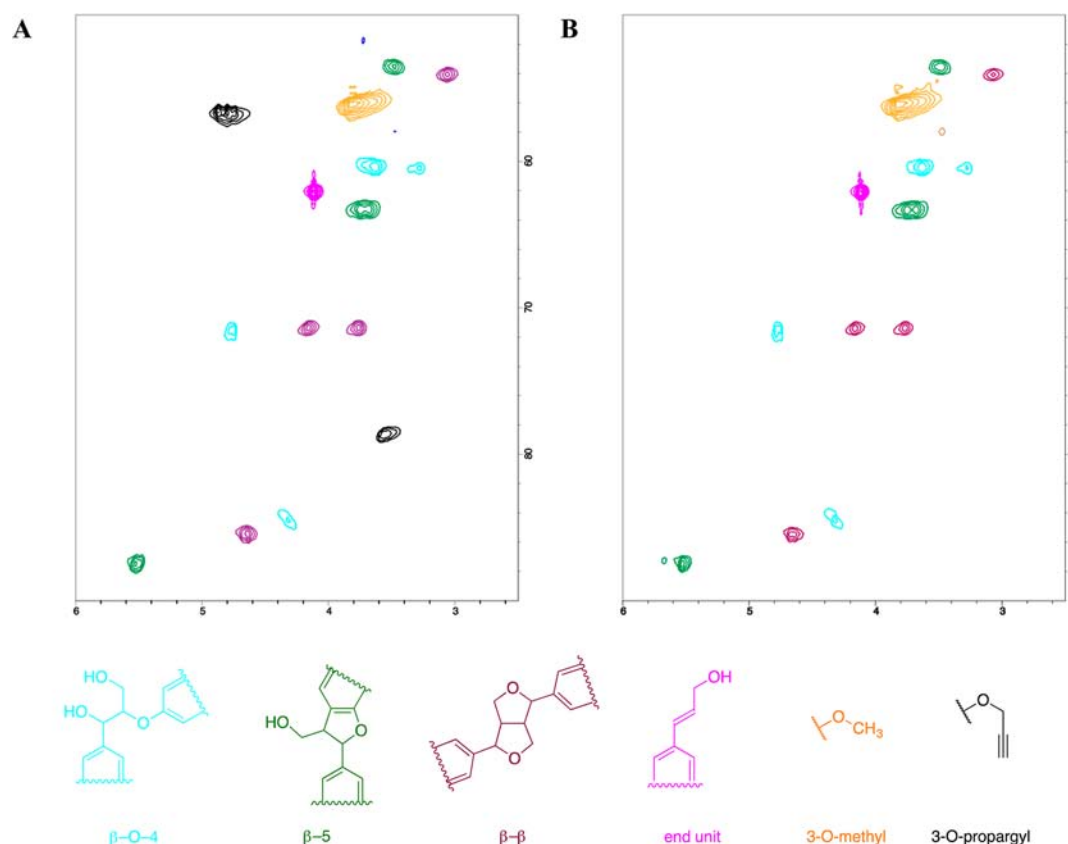 A
B
60
70
80
6
5
4
3
6
5
4
3
HO
HO
O
HO
O
O
O
OH
O
CH3
O
β–O–4
β–5
β–β
end unit
3-O-methyl
3-O-propargyl